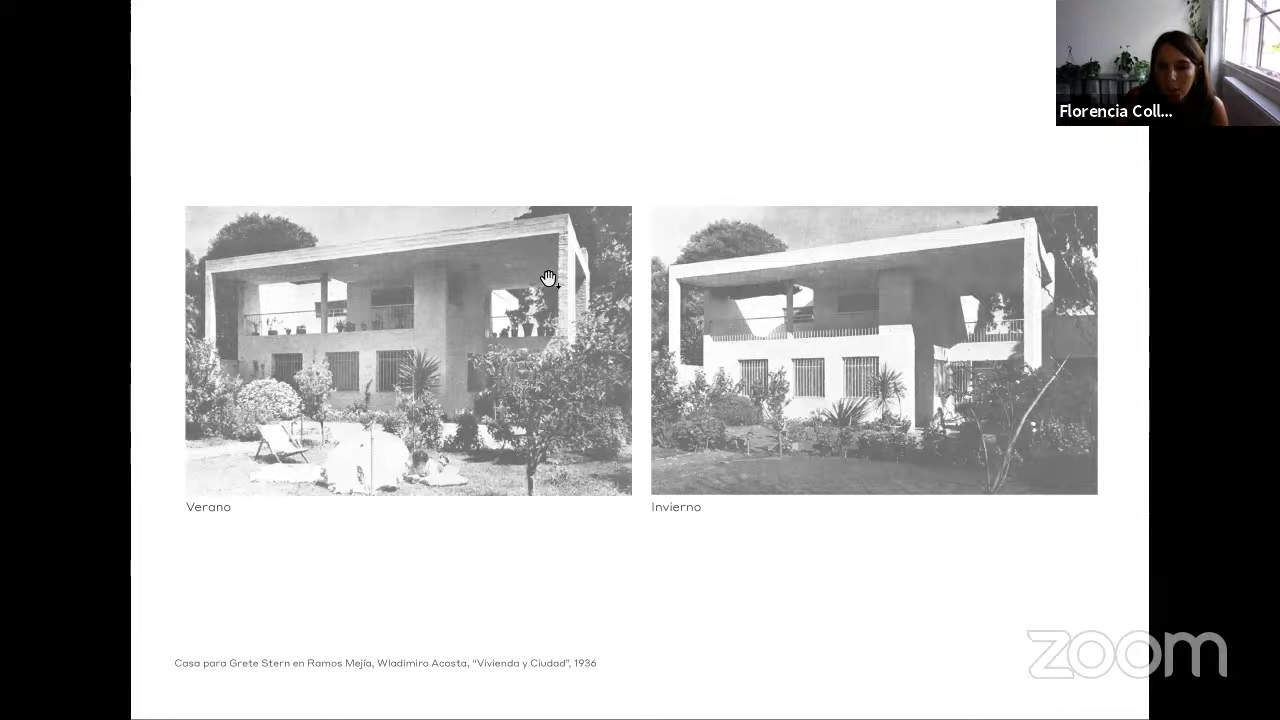 Florencia Coll...
Verano
Invierno
Casa para Grete Stern en Ramos Mejía, Wladimiro Acosta, “Vivienda y Ciudad”, 1936
zoom